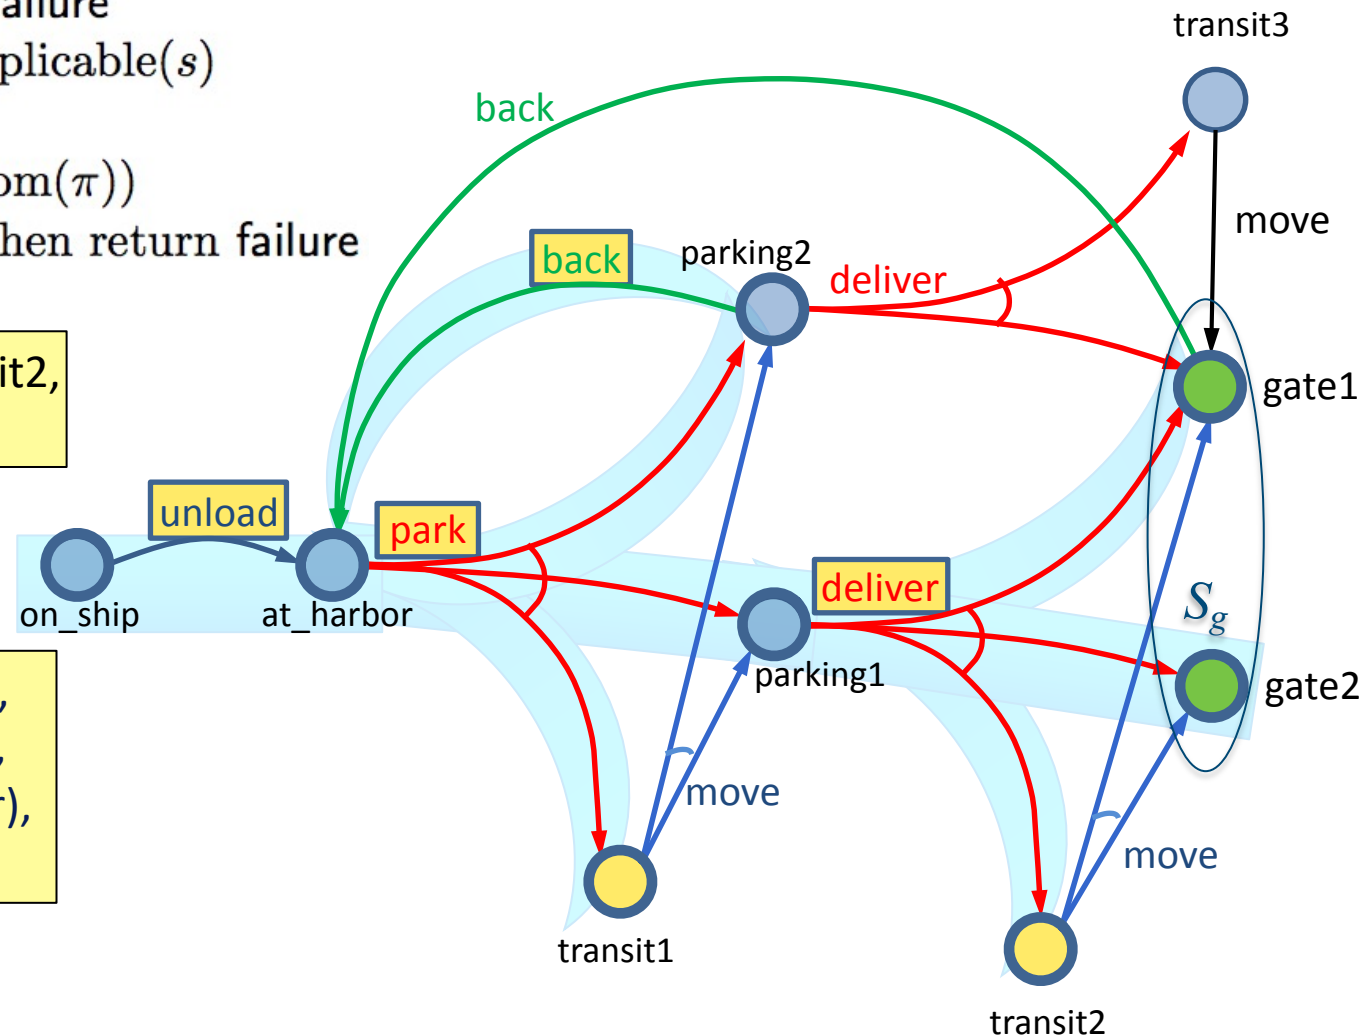 failure
plicable(s)
om(π))
hen return failure
it2,
,
,
r),
transit3
back
move
back
parking2
deliver
gate1
unload
park
on_ship
at_harbor
deliver
S_g
parking1
gate2
move
move
transit1
transit2